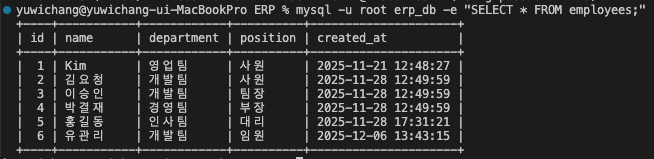 yuwichang@yuwichang-ui-MacBookPro ERP % mysql -u root erp_db -e "SELECT * FROM employees;"
+----+-----------+------------+----------+---------------------+
| id | name      | department | position | created_at          |
+----+-----------+------------+----------+---------------------+
|  1 | Kim       | 영업팀     | 사원     | 2025-11-21 12:48:27 |
|  2 | 김요청    | 개발팀     | 사원     | 2025-11-28 12:49:59 |
|  3 | 이승인    | 개발팀     | 팀장     | 2025-11-28 12:49:59 |
|  4 | 박결재    | 경영팀     | 부장     | 2025-11-28 12:49:59 |
|  5 | 홍길동    | 인사팀     | 대리     | 2025-11-28 17:31:21 |
|  6 | 유관리    | 개발팀     | 임원     | 2025-12-06 13:43:15 |
+----+-----------+------------+----------+---------------------+